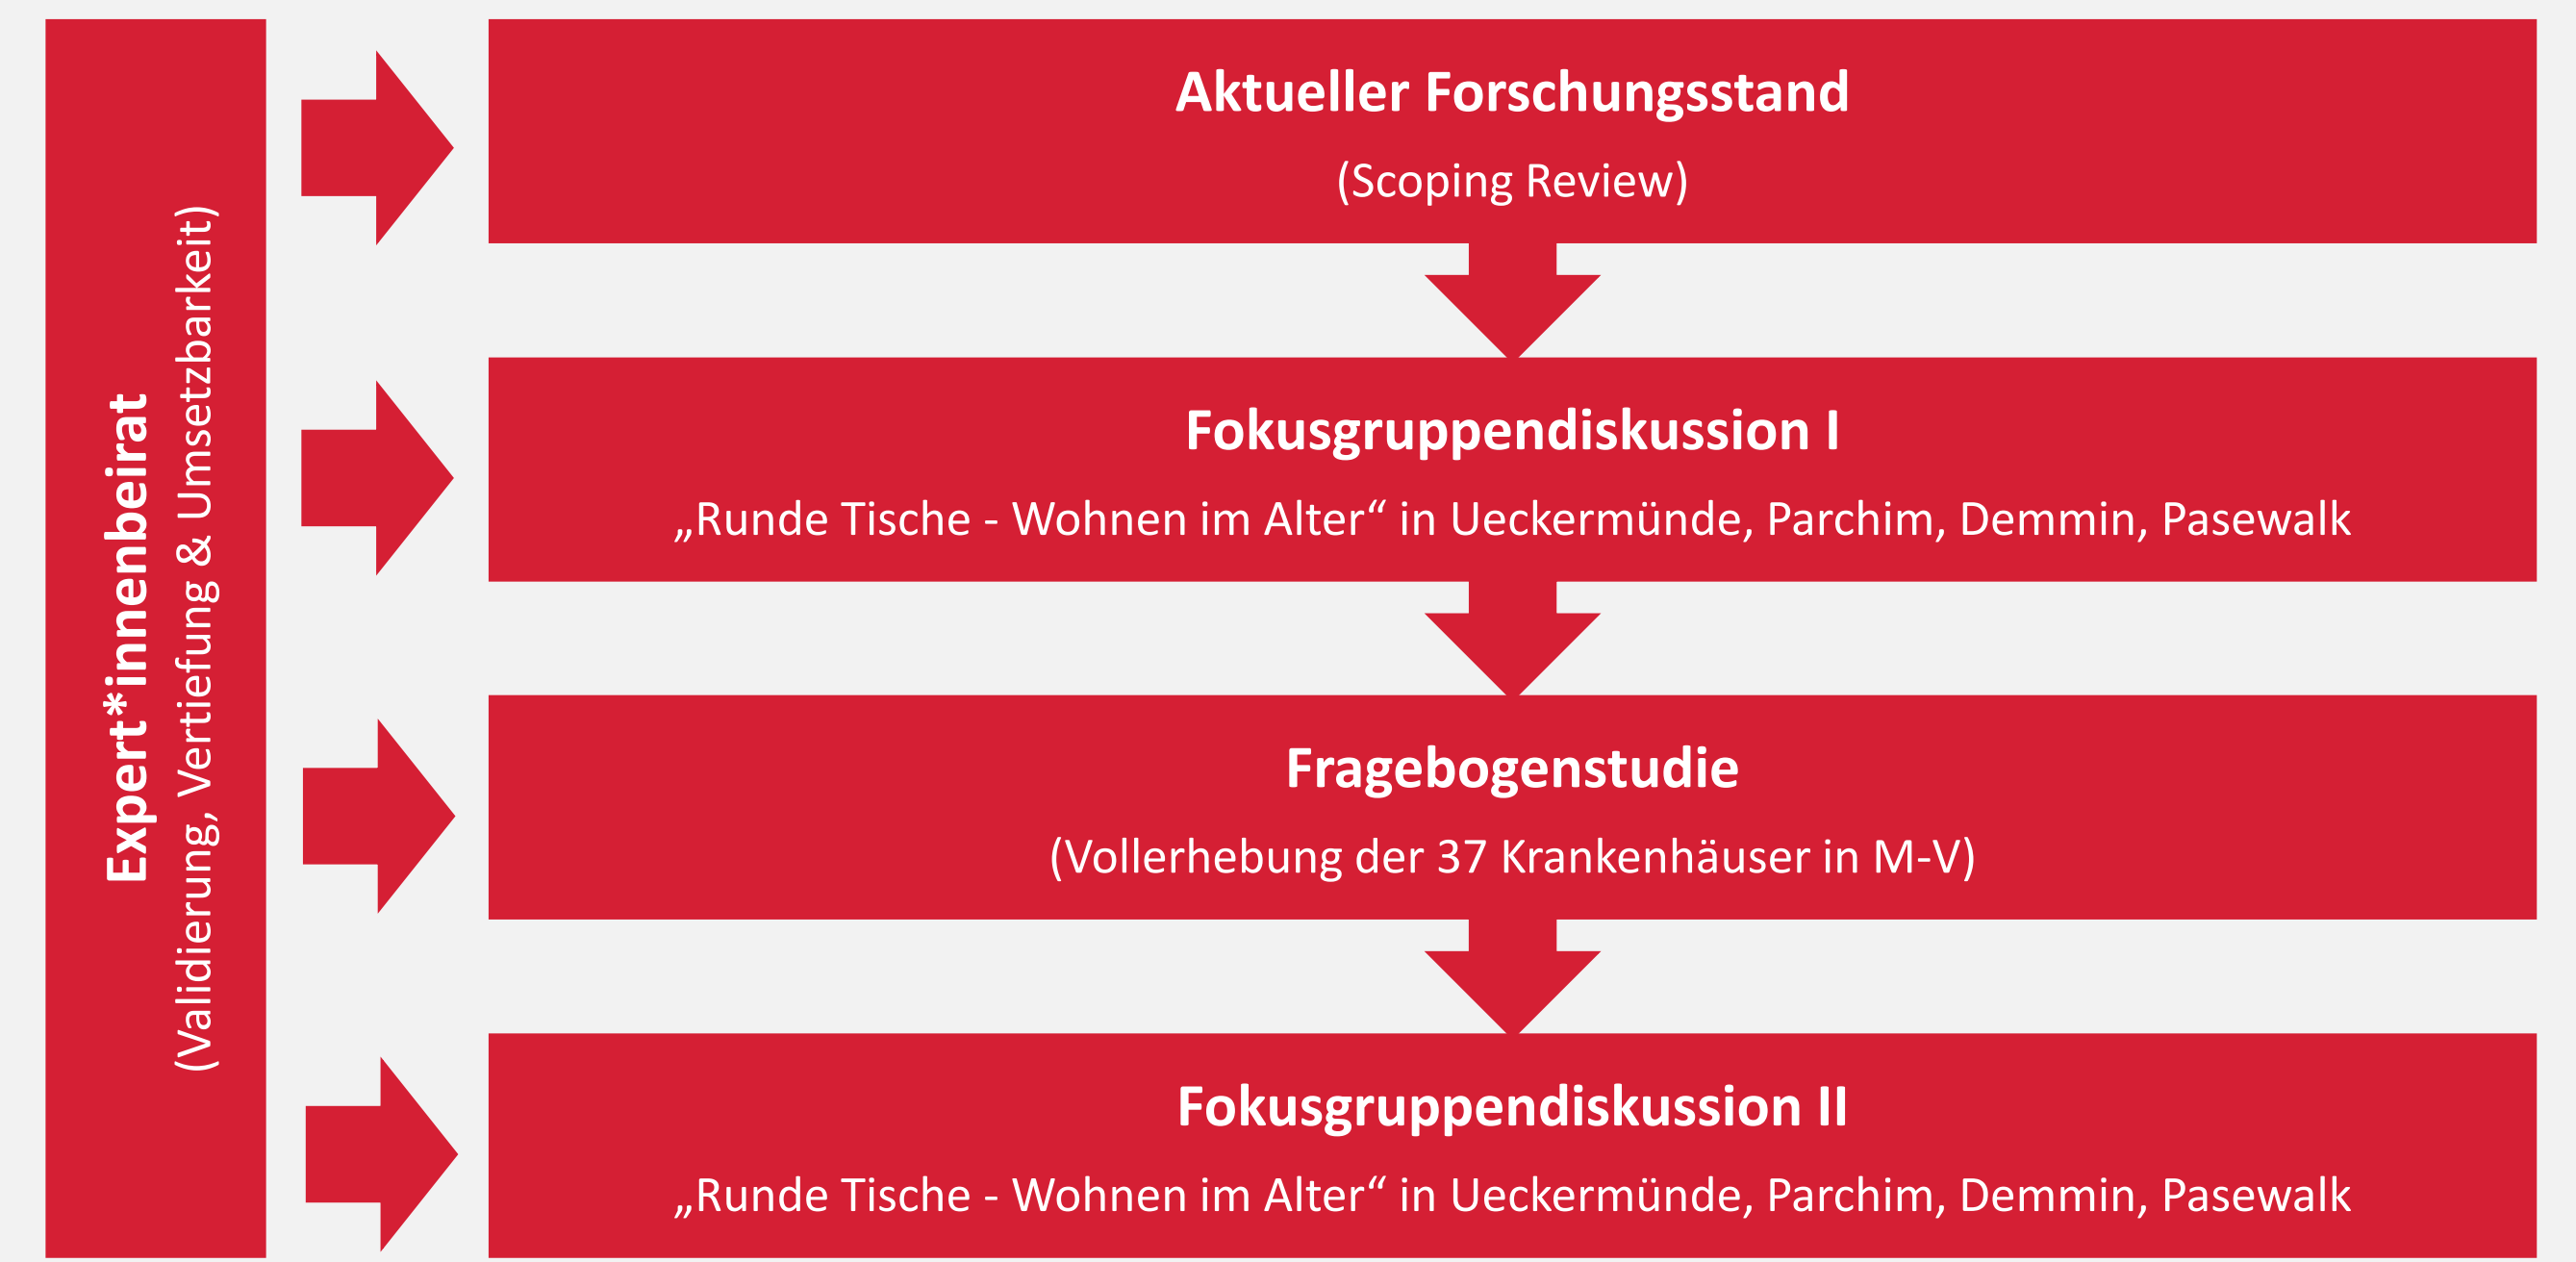 Expert*innenbeirat
(Validierung, Vertiefung & Umsetzbarkeit)
Aktueller Forschungsstand
(Scoping Review)
Fokusgruppendiskussion I
„Runde Tische - Wohnen im Alter“ in Ueckermünde, Parchim, Demmin, Pasewalk
Fragebogenstudie
(Vollerhebung der 37 Krankenhäuser in M-V)
Fokusgruppendiskussion II
„Runde Tische - Wohnen im Alter“ in Ueckermünde, Parchim, Demmin, Pasewalk